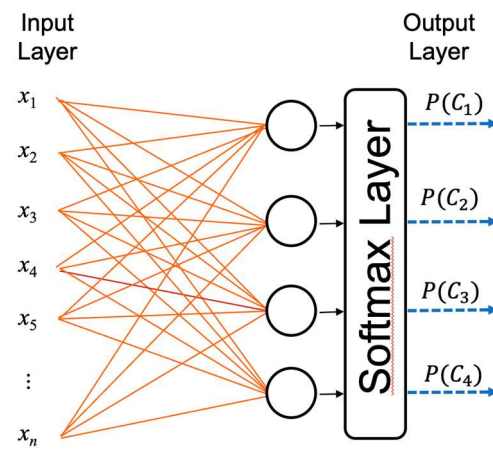 Input
Layer
x₁
x₂
x₃
x₄
x₅
⋮
xₙ
Softmax Layer
Output
Layer
P(C₁)
P(C₂)
P(C₃)
P(C₄)